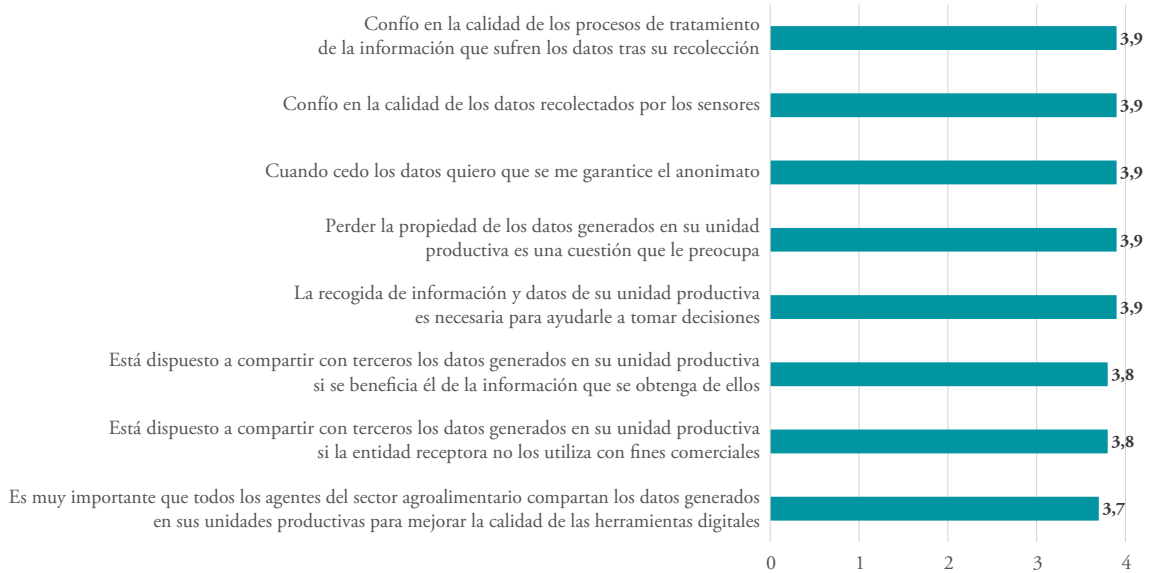 Confío en la calidad de los procesos de tratamiento
de la información que sufren los datos tras su recolección
3,9
Confío en la calidad de los datos recolectados por los sensores
3,9
Cuando cedo los datos quiero que se me garantice el anonimato
3,9
Perder la propiedad de los datos generados en su unidad
productiva es una cuestión que le preocupa
3,9
La recogida de información y datos de su unidad productiva
es necesaria para ayudarle a tomar decisiones
3,9
Está dispuesto a compartir con terceros los datos generados en su unidad productiva
si se beneficia él de la información que se obtenga de ellos
3,8
Está dispuesto a compartir con terceros los datos generados en su unidad productiva
si la entidad receptora no los utiliza con fines comerciales
3,8
Es muy importante que todos los agentes del sector agroalimentario compartan los datos generados
en sus unidades productivas para mejorar la calidad de las herramientas digitales
3,7
0 1 2 3 4